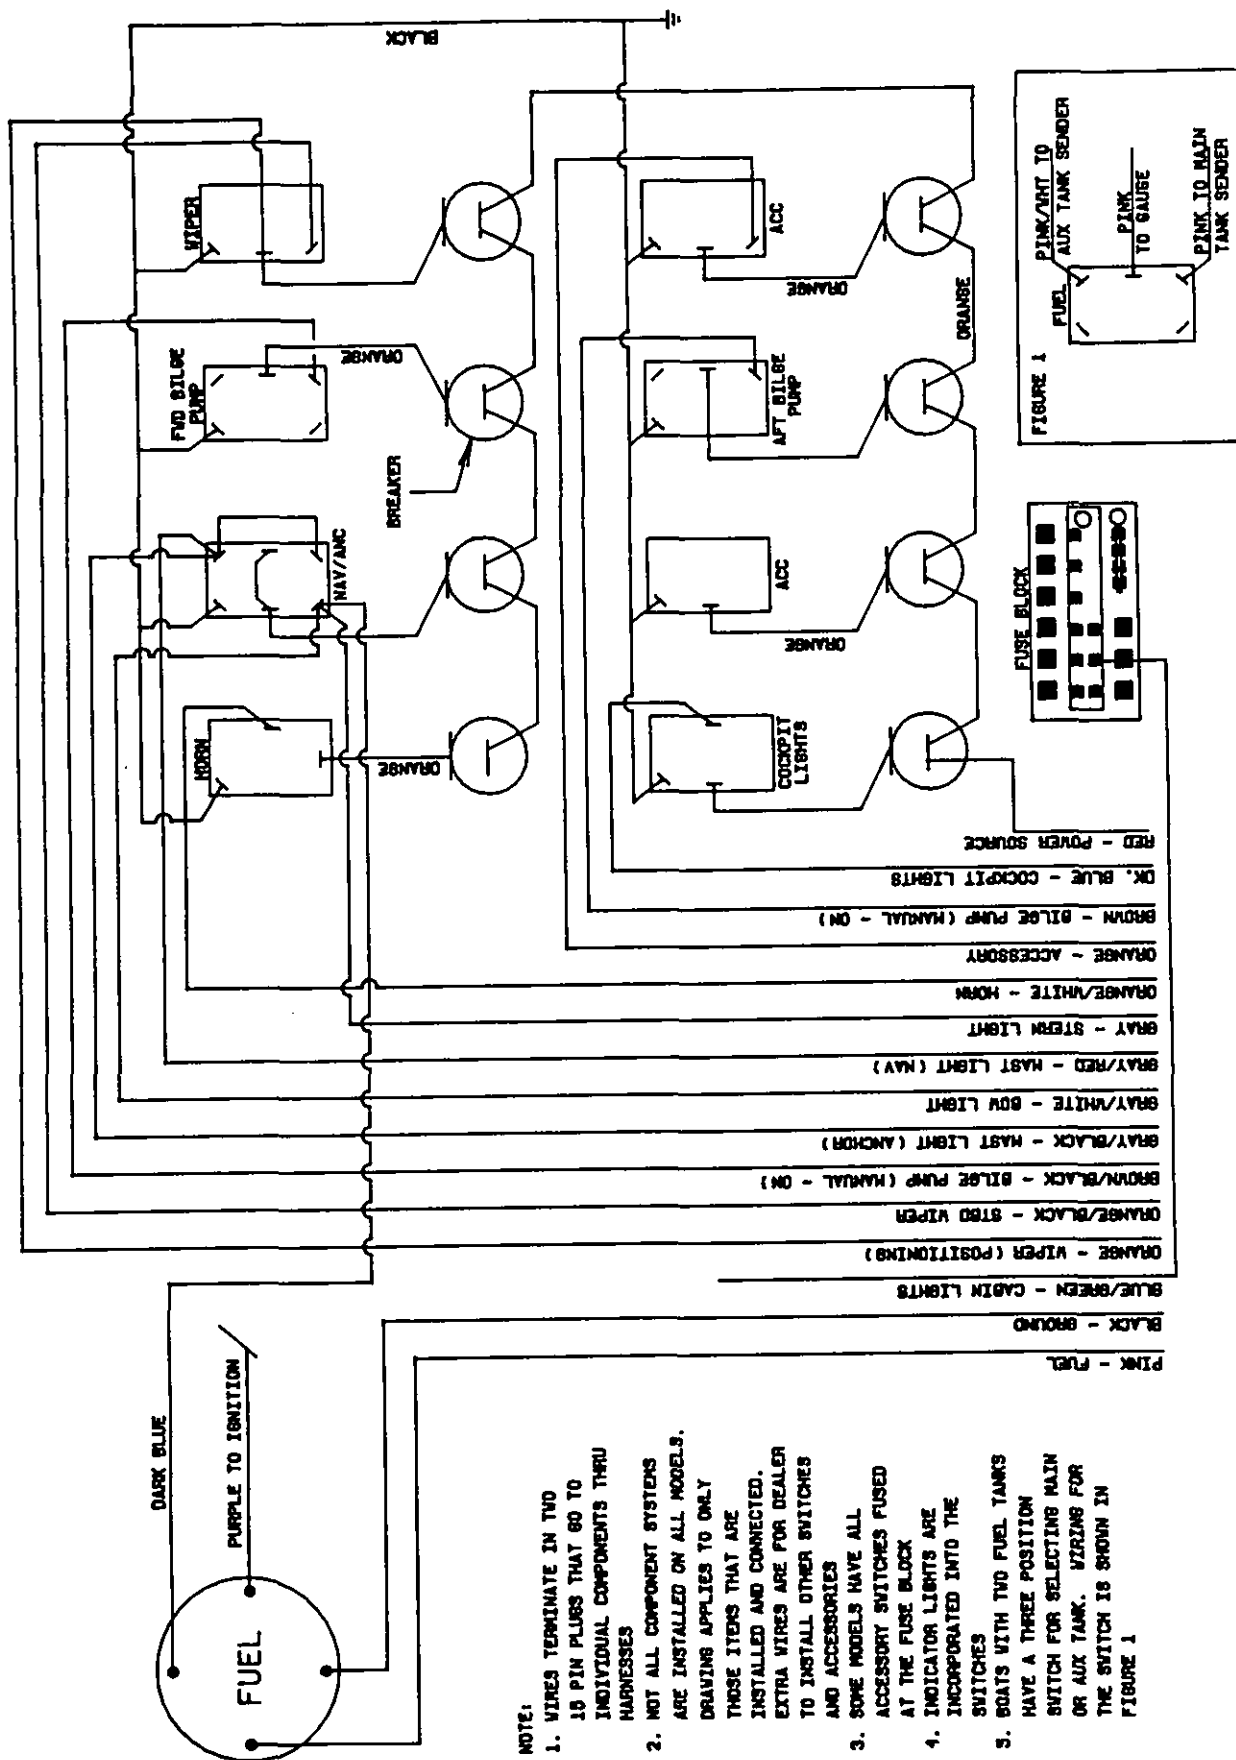 BLACK
WIPER
FWD BILGE
PUMP
NAV/ANC
HORN
ORANGE
BREAKER
ORANGE
ACC
ORANGE
AFT BILGE
PUMP
ORANGE
ACC
ORANGE
COCKPIT
LIGHTS
FUSE BLOCK
FIGURE 1
FUEL
PINK/WHT TO
AUX TANK SENDER
PINK
TO GAUGE
PINK TO MAIN
TANK SENDER
RED - POWER SOURCE
DK. BLUE - COCKPIT LIGHTS
BROWN - BILGE PUMP (MANUAL - ON)
ORANGE - ACCESSORY
ORANGE/WHITE - HORN
GRAY - STERN LIGHT
GRAY/RED - MAST LIGHT (NAV)
GRAY/WHITE - BOW LIGHT
GRAY/BLACK - MAST LIGHT (ANCHOR)
BROWN/BLACK - BILGE PUMP (MANUAL - ON)
ORANGE/BLACK - STBD WIPER
ORANGE - WIPER (POSITIONING)
BLUE/GREEN - CABIN LIGHTS
BLACK - GROUND
PINK - FUEL
DARK BLUE
PURPLE TO IGNITION
FUEL
NOTE:
1. WIRES TERMINATE IN TWO
15 PIN PLUGS THAT GO TO
INDIVIDUAL COMPONENTS THRU
HARNESSES
2. NOT ALL COMPONENT SYSTEMS
ARE INSTALLED ON ALL MODELS.
DRAWING APPLIES TO ONLY
THOSE ITEMS THAT ARE
INSTALLED AND CONNECTED.
EXTRA WIRES ARE FOR DEALER
TO INSTALL OTHER SWITCHES
AND ACCESSORIES
3. SOME MODELS HAVE ALL
ACCESSORY SWITCHES FUSED
AT THE FUSE BLOCK
4. INDICATOR LIGHTS ARE
INCORPORATED INTO THE
SWITCHES
5. BOATS WITH TWO FUEL TANKS
HAVE A THREE POSITION
SWITCH FOR SELECTING MAIN
OR AUX TANK. WIRING FOR
THE SWITCH IS SHOWN IN
FIGURE 1